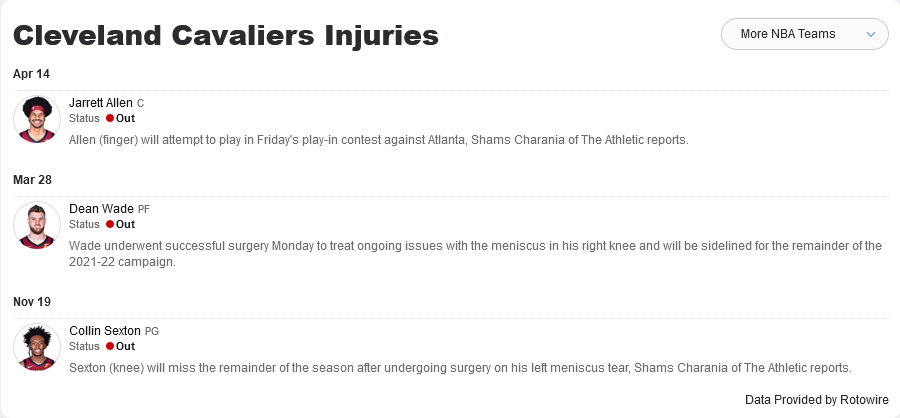 Cleveland Cavaliers Injuries
More NBA Teams
Apr 14
Jarrett Allen C
Status Out
Allen (finger) will attempt to play in Friday's play-in contest against Atlanta, Shams Charania of The Athletic reports.
Mar 28
Dean Wade PF
Status Out
Wade underwent successful surgery Monday to treat ongoing issues with the meniscus in his right knee and will be sidelined for the remainder of the
2021-22 campaign.
Nov 19
Collin Sexton PG
Status Out
Sexton (knee) will miss the remainder of the season after undergoing surgery on his left meniscus tear, Shams Charania of The Athletic reports.
Data Provided by Rotowire